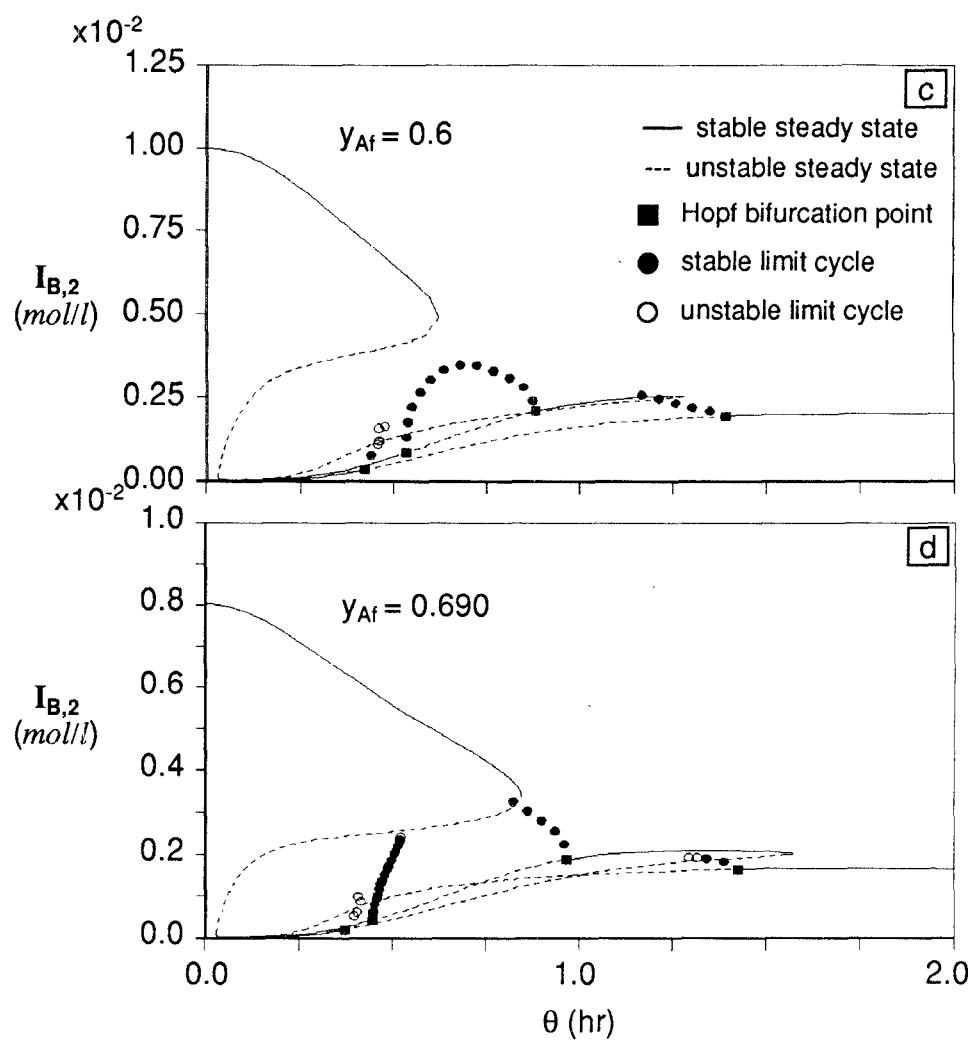 x10⁻²
1.25
c
y_Af = 0.6
stable steady state
unstable steady state
Hopf bifurcation point
stable limit cycle
unstable limit cycle
1.00
0.75
I_B,2
(mol/l)
0.50
0.25
0.00
x10⁻²
1.0
d
y_Af = 0.690
0.8
0.6
I_B,2
(mol/l)
0.4
0.2
0.0
0.0 1.0 2.0
θ (hr)